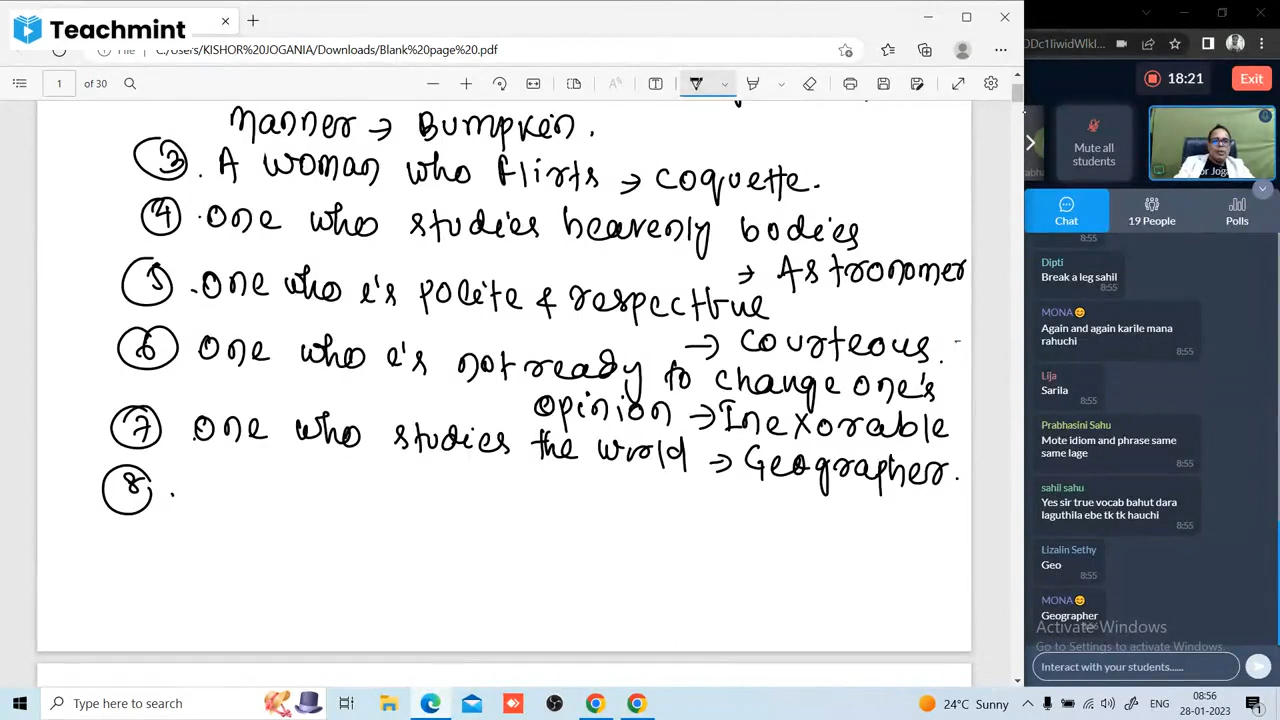 Teachmint
File
C:/Users/KISHOR%20JOGANIA/Downloads/Blank%20page%20.pdf
1 of 30
Manner → Bumpken.
③. A woman who flirts → coquette.
④. one who studies heavenly bodies
→ Astronomer
⑤. one who is polite & respectful
→ courteous.
⑥ one who is not ready to change one's
opinion → Inexorable
⑦ one who studies the world → Geographer.
⑧.
18:21
Exit
Mute all
students
Chat
19 People
Polls
8:55
Dipti
Break a leg sahil
8:55
MONA😊
Again and again karile mana
rahuchi
8:55
Lija
Sarila
8:55
Prabhasini Sahu
Mote idiom and phrase same
same lage
8:55
sahil sahu
Yes sir true vocab bahut dara
laguthila ebe tk tk hauchi
8:55
Lizalin Sethy
Geo
8:55
MONA😊
Geographer
Activate Windows
Go to Settings to activate Windows.
Interact with your students......
Type here to search
24°C Sunny
ENG
08:56
28-01-2023